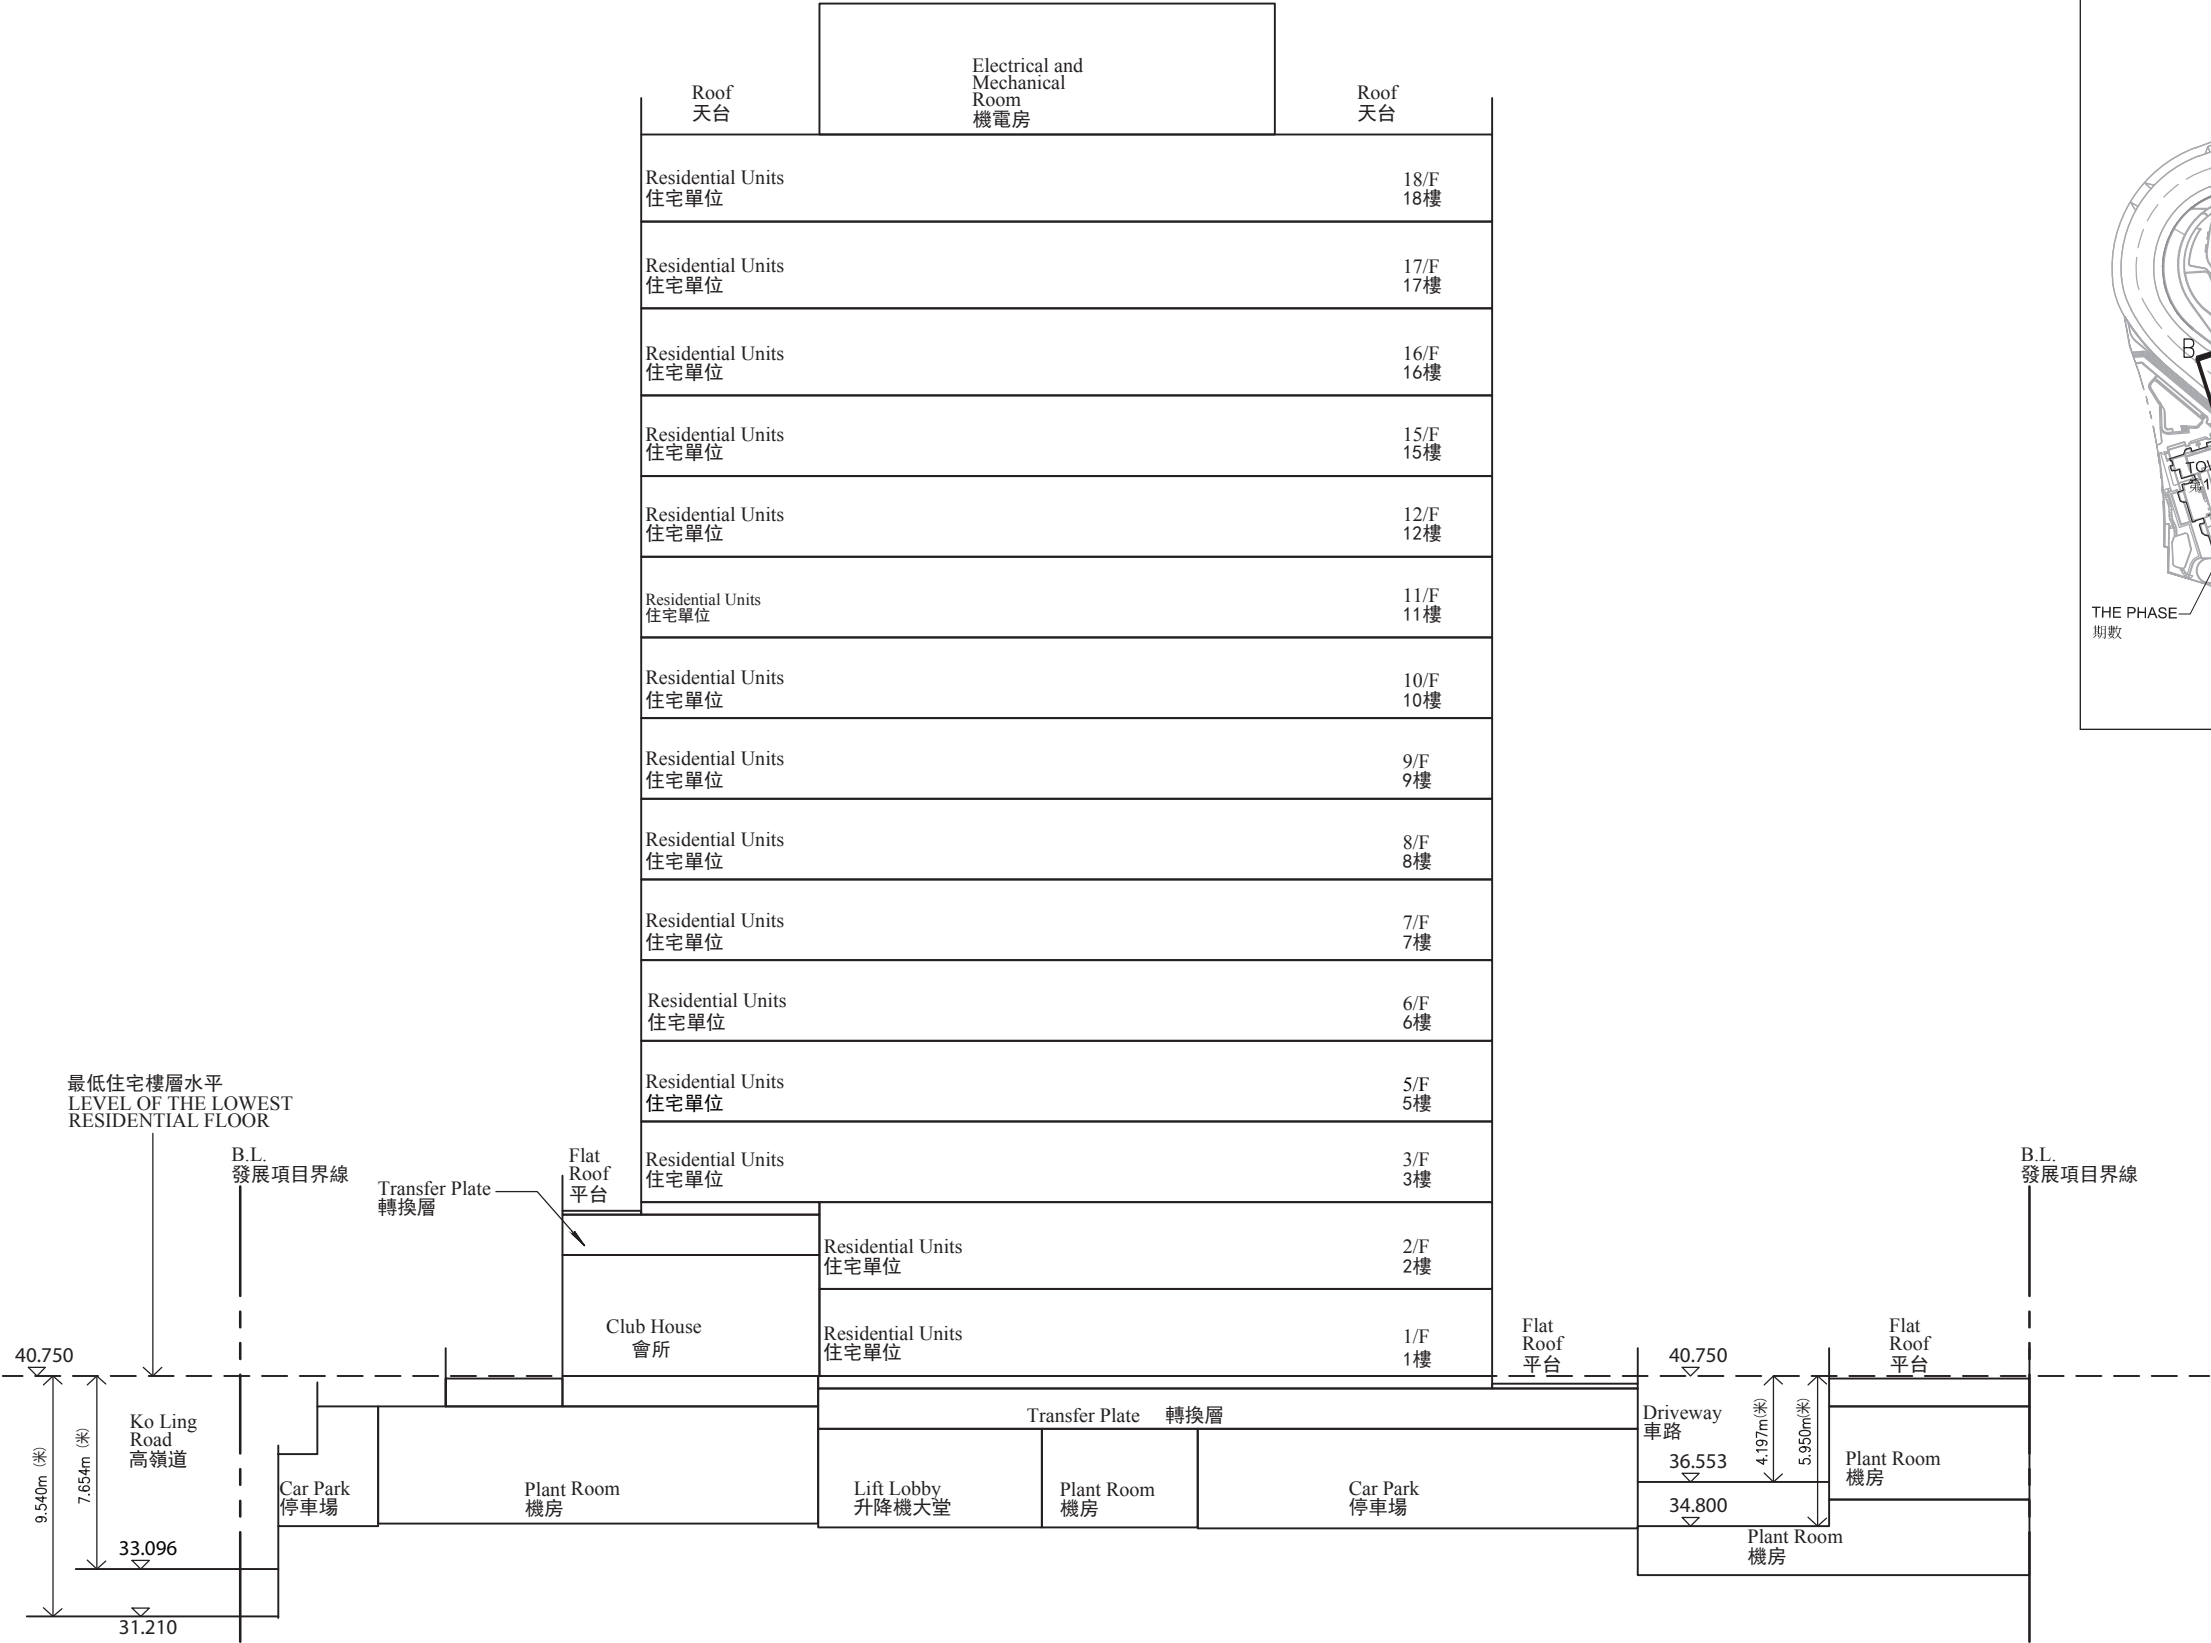 Electrical and
Mechanical
Room
機電房
Roof
天台
Roof
天台
Residential Units
住宅單位
18/F
18樓
Residential Units
住宅單位
17/F
17樓
Residential Units
住宅單位
16/F
16樓
Residential Units
住宅單位
15/F
15樓
Residential Units
住宅單位
12/F
12樓
Residential Units
住宅單位
11/F
11樓
Residential Units
住宅單位
10/F
10樓
Residential Units
住宅單位
9/F
9樓
Residential Units
住宅單位
8/F
8樓
Residential Units
住宅單位
7/F
7樓
Residential Units
住宅單位
6/F
6樓
Residential Units
住宅單位
5/F
5樓
Residential Units
住宅單位
3/F
3樓
Residential Units
住宅單位
2/F
2樓
Residential Units
住宅單位
1/F
1樓
最低住宅樓層水平
LEVEL OF THE LOWEST
RESIDENTIAL FLOOR
B.L.
發展項目界線
Transfer Plate
轉換層
Flat
Roof
平台
Club House
會所
40.750
Ko Ling
Road
高嶺道
9.540m (米)
7.654m (米)
33.096
31.210
Car Park
停車場
Plant Room
機房
Transfer Plate 轉換層
Lift Lobby
升降機大堂
Plant Room
機房
Car Park
停車場
Flat
Roof
平台
40.750
Driveway
車路
36.553
34.800
4.197m(米)
5.950m(米)
Flat
Roof
平台
Plant Room
機房
Plant Room
機房
B.L.
發展項目界線
B
第1
THE PHASE
期數